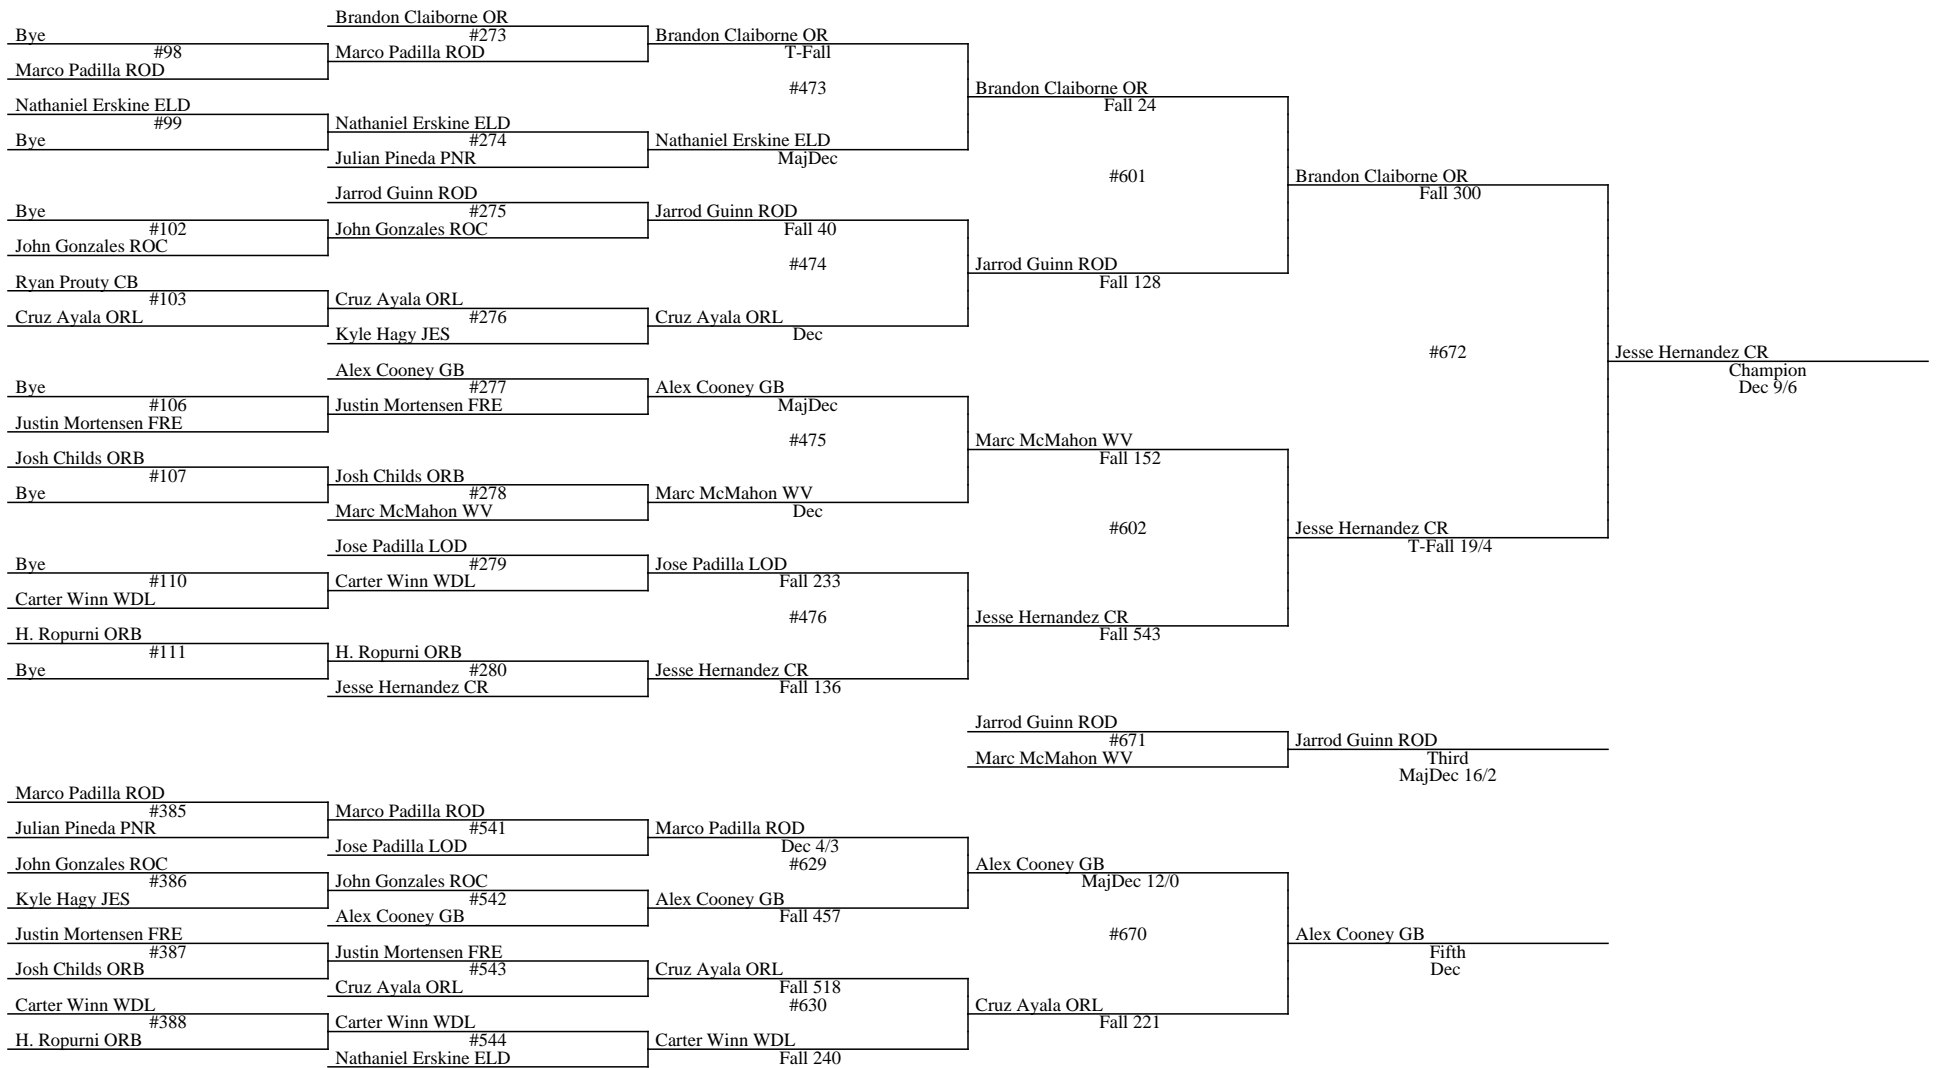 Brandon Claiborne OR
Bye
#273
Brandon Claiborne OR
#98
Marco Padilla ROD
T-Fall
Marco Padilla ROD
#473
Brandon Claiborne OR
Nathaniel Erskine ELD
Fall 24
#99
Nathaniel Erskine ELD
Bye
#274
Nathaniel Erskine ELD
Julian Pineda PNR
MajDec
#601
Brandon Claiborne OR
Jarrod Guinn ROD
Fall 300
Bye
#275
Jarrod Guinn ROD
#102
John Gonzales ROC
Fall 40
John Gonzales ROC
#474
Jarrod Guinn ROD
Ryan Prouty CB
Fall 128
#103
Cruz Ayala ORL
Cruz Ayala ORL
#276
Cruz Ayala ORL
Kyle Hagy JES
Dec
#672
Jesse Hernandez CR
Alex Cooney GB
Champion
Bye
#277
Alex Cooney GB
Dec 9/6
#106
Justin Mortensen FRE
MajDec
Justin Mortensen FRE
#475
Marc McMahon WV
Josh Childs ORB
Fall 152
#107
Josh Childs ORB
Bye
#278
Marc McMahon WV
Marc McMahon WV
Dec
#602
Jesse Hernandez CR
Jose Padilla LOD
T-Fall 19/4
Bye
#279
Jose Padilla LOD
#110
Carter Winn WDL
Fall 233
Carter Winn WDL
#476
Jesse Hernandez CR
H. Ropurni ORB
Fall 543
#111
H. Ropurni ORB
Bye
#280
Jesse Hernandez CR
Jesse Hernandez CR
Fall 136
Jarrod Guinn ROD
#671
Jarrod Guinn ROD
Marc McMahon WV
Third
MajDec 16/2
Marco Padilla ROD
#385
Marco Padilla ROD
Julian Pineda PNR
#541
Marco Padilla ROD
Jose Padilla LOD
Dec 4/3
John Gonzales ROC
#629
Alex Cooney GB
#386
John Gonzales ROC
MajDec 12/0
Kyle Hagy JES
#542
Alex Cooney GB
Alex Cooney GB
Fall 457
Justin Mortensen FRE
#670
Alex Cooney GB
#387
Justin Mortensen FRE
Fifth
Josh Childs ORB
#543
Cruz Ayala ORL
Dec
Cruz Ayala ORL
Fall 518
Carter Winn WDL
#630
Cruz Ayala ORL
#388
Carter Winn WDL
Fall 221
H. Ropurni ORB
#544
Carter Winn WDL
Nathaniel Erskine ELD
Fall 240